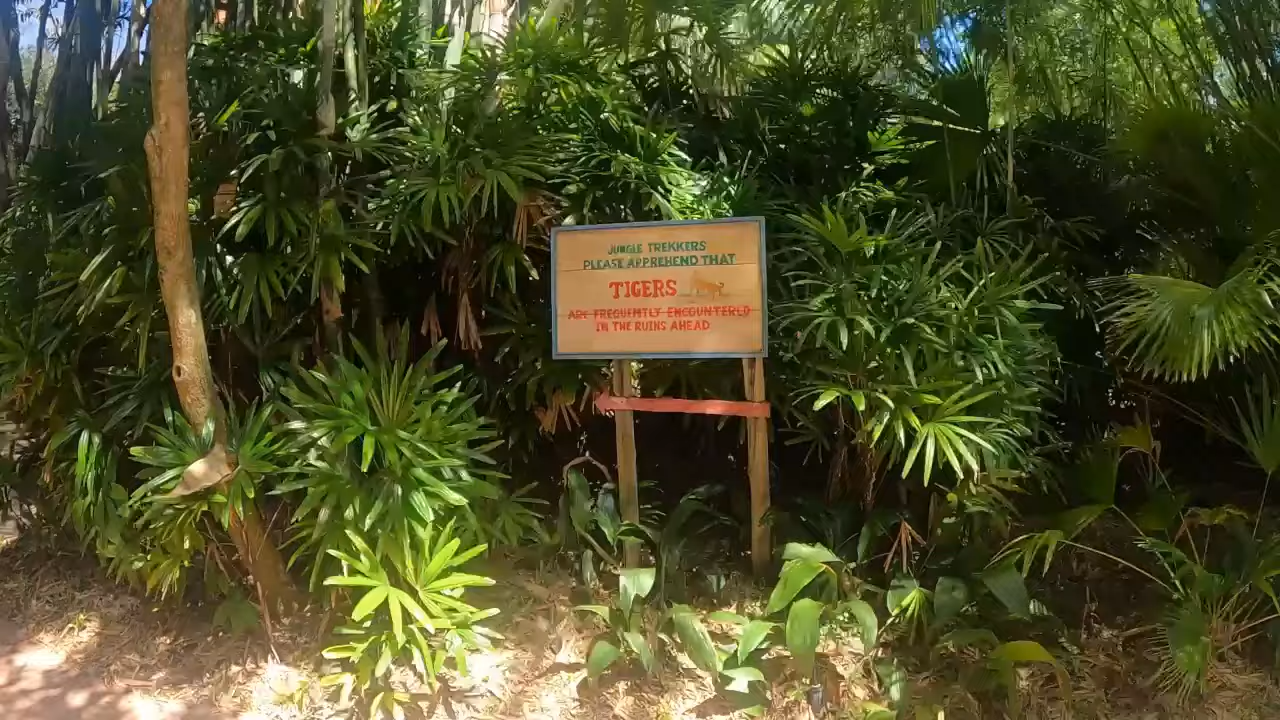 JUNGLE TREKKERS
PLEASE APPREHEND THAT
TIGERS
ARE FREQUENTLY ENCOUNTERED
IN THE RUINS AHEAD